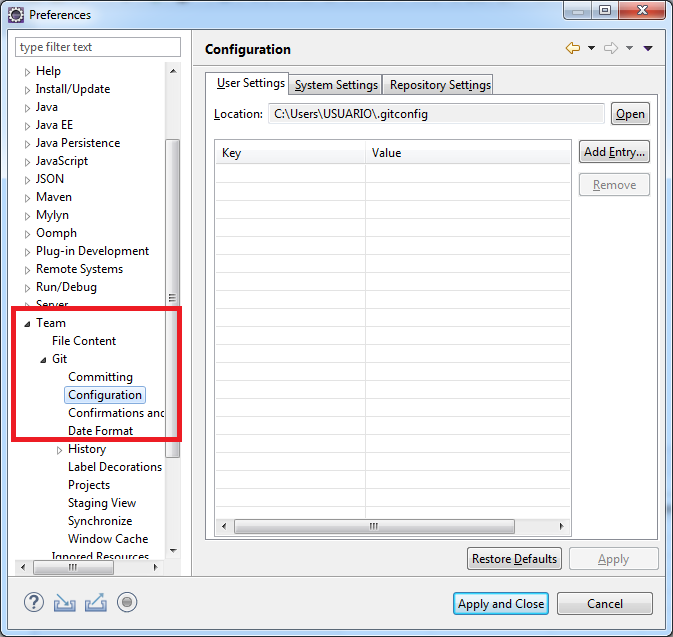 Preferences
type filter text
Help
Install/Update
Java
Java EE
Java Persistence
JavaScript
JSON
Maven
Mylyn
Oomph
Plug-in Development
Remote Systems
Run/Debug
Server
Team
File Content
Git
Committing
Configuration
Confirmations and
Date Format
History
Label Decorations
Projects
Staging View
Synchronize
Window Cache
Ignored Resources
Configuration
User Settings System Settings Repository Settings
Location: C:\Users\USUARIO\.gitconfig Open
Key Value Add Entry...
Remove
Restore Defaults Apply
Apply and Close Cancel